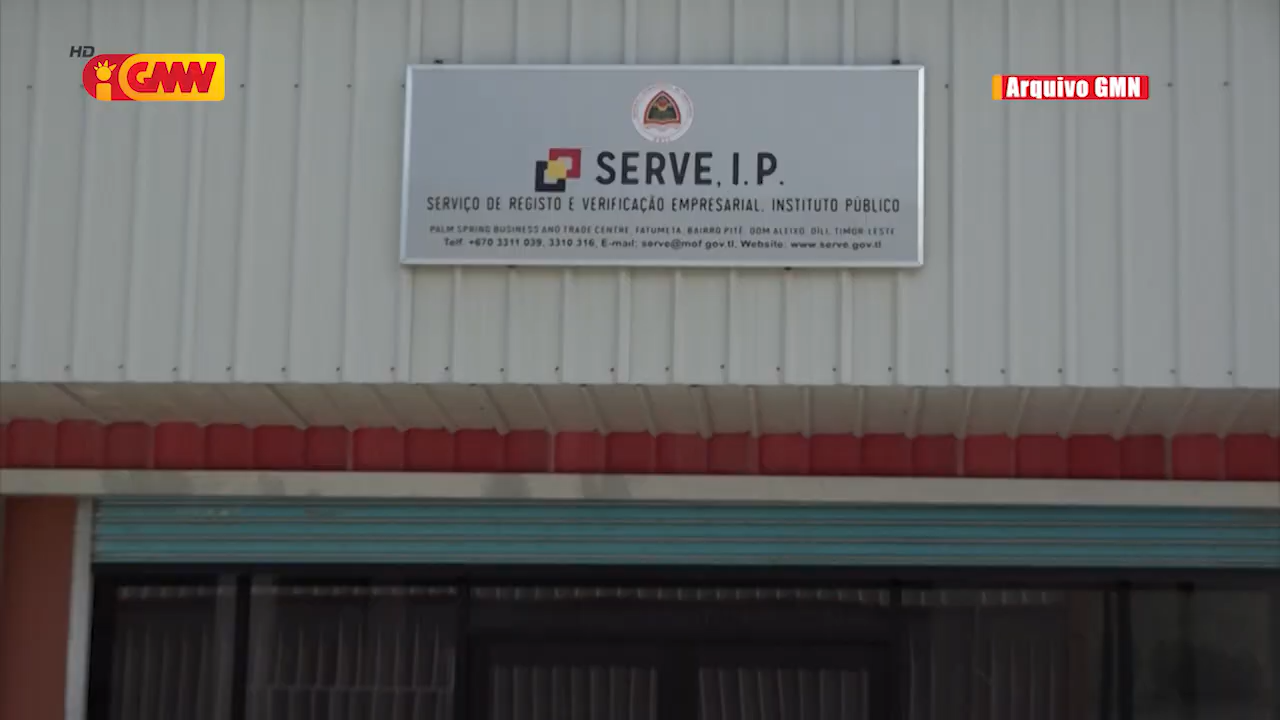 HD
GMN
Arquivo GMN
SERVE, I.P.
SERVIÇO DE REGISTO E VERIFICAÇÃO EMPRESARIAL, INSTITUTO PÚBLICO
PALM SPRING BUSINESS AND TRADE CENTRE, FATUMETA, BAIRRO PITE, DOM ALEIXO, DILI, TIMOR-LESTE
Telf. +670 3311 039, 3310 316, E-mail: serve@mof.gov.tl, Website: www.serve.gov.tl